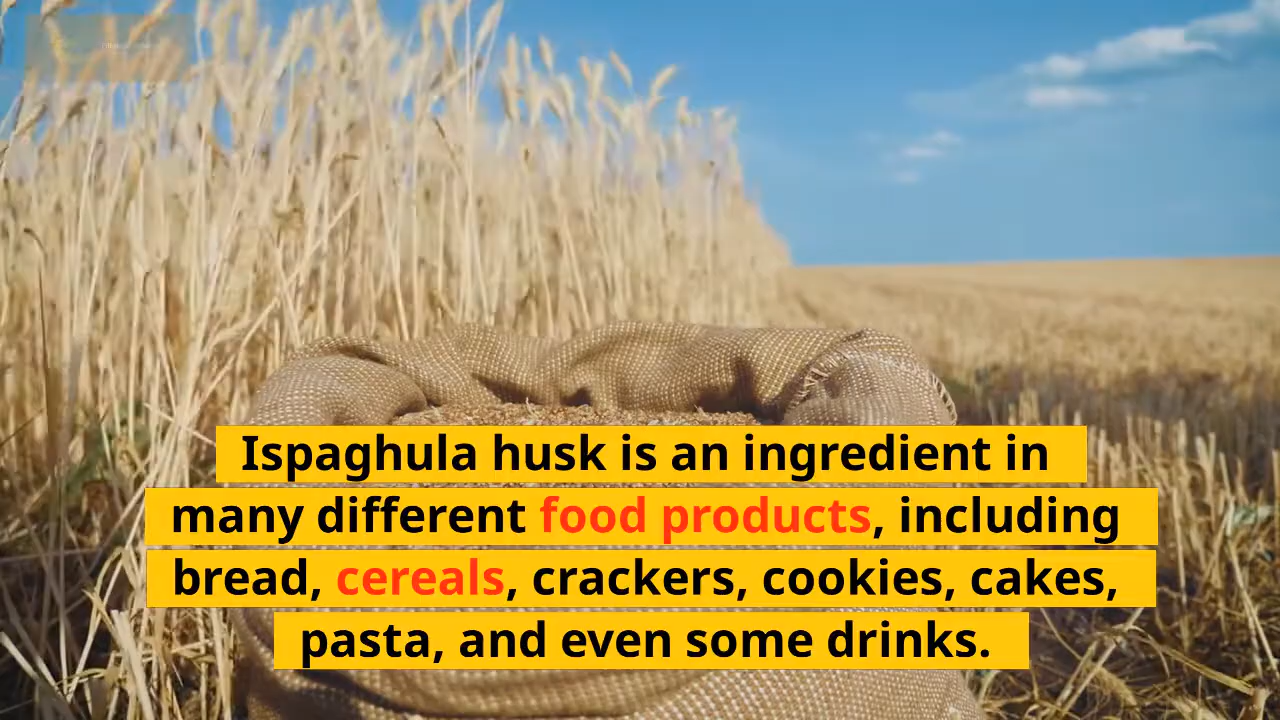 Ispaghula husk is an ingredient in
many different food products, including
bread, cereals, crackers, cookies, cakes,
pasta, and even some drinks.